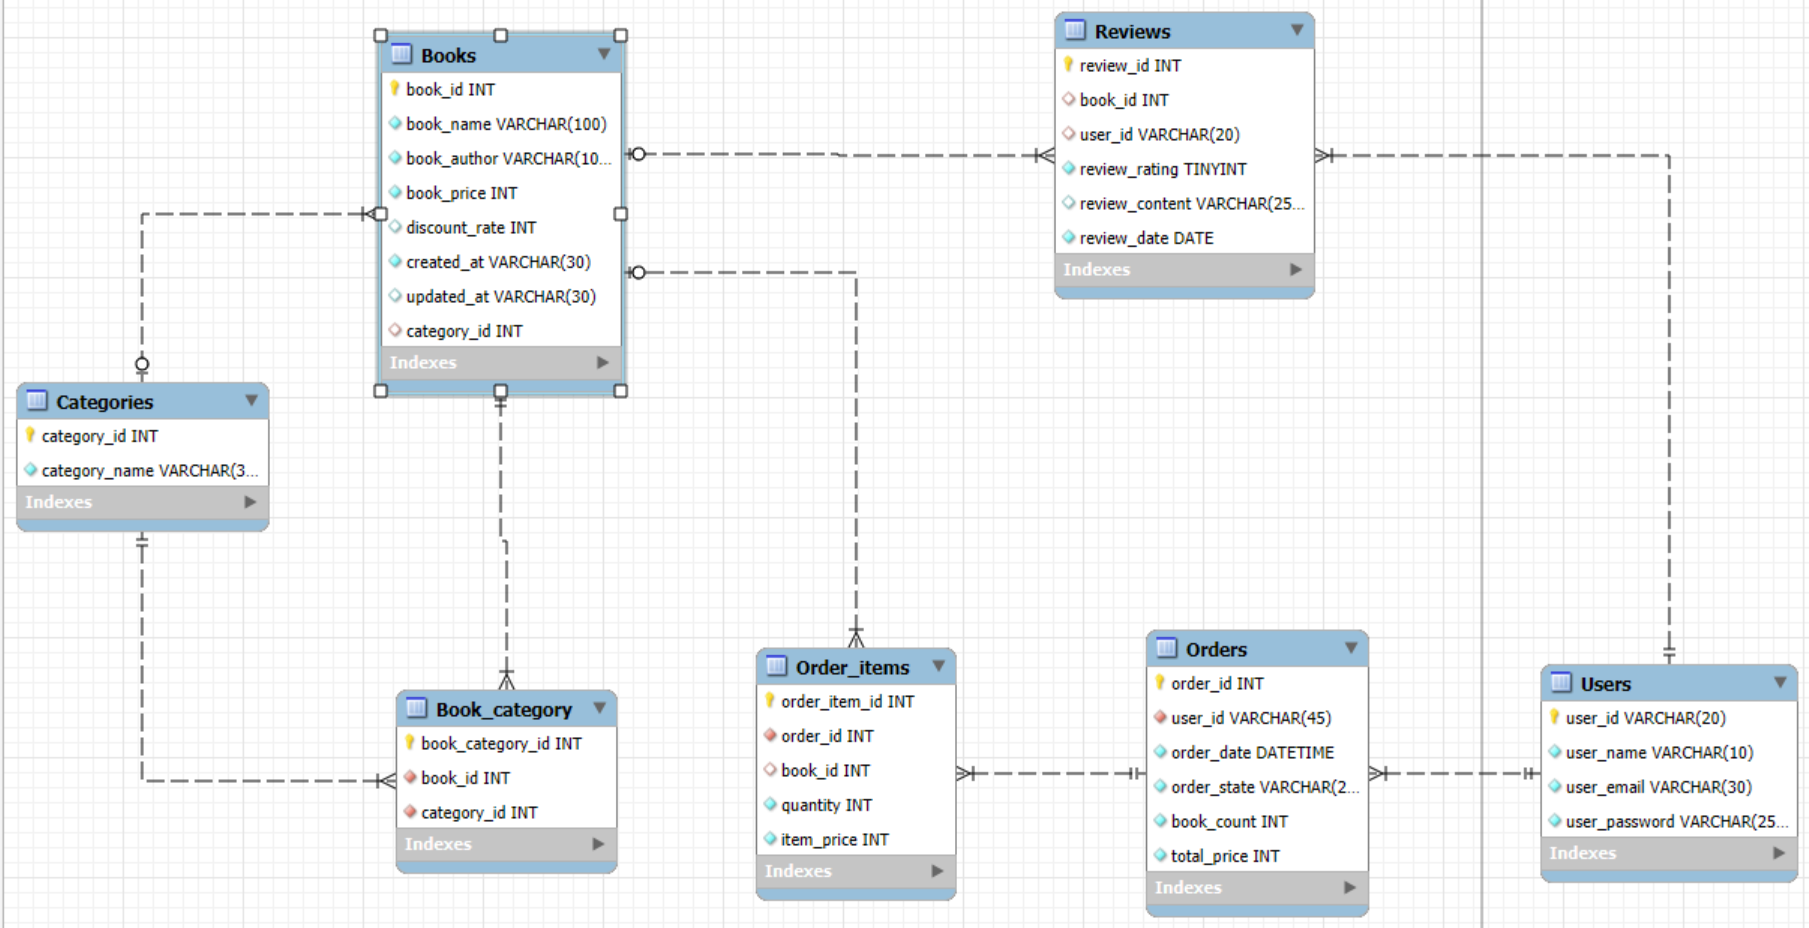 Books
book_id INT
book_name VARCHAR(100)
book_author VARCHAR(10...
book_price INT
discount_rate INT
created_at VARCHAR(30)
updated_at VARCHAR(30)
category_id INT
Indexes
Reviews
review_id INT
book_id INT
user_id VARCHAR(20)
review_rating TINYINT
review_content VARCHAR(25...
review_date DATE
Indexes
Categories
category_id INT
category_name VARCHAR(3...
Indexes
Book_category
book_category_id INT
book_id INT
category_id INT
Indexes
Order_items
order_item_id INT
order_id INT
book_id INT
quantity INT
item_price INT
Indexes
Orders
order_id INT
user_id VARCHAR(45)
order_date DATETIME
order_state VARCHAR(2...
book_count INT
total_price INT
Indexes
Users
user_id VARCHAR(20)
user_name VARCHAR(10)
user_email VARCHAR(30)
user_password VARCHAR(25...
Indexes